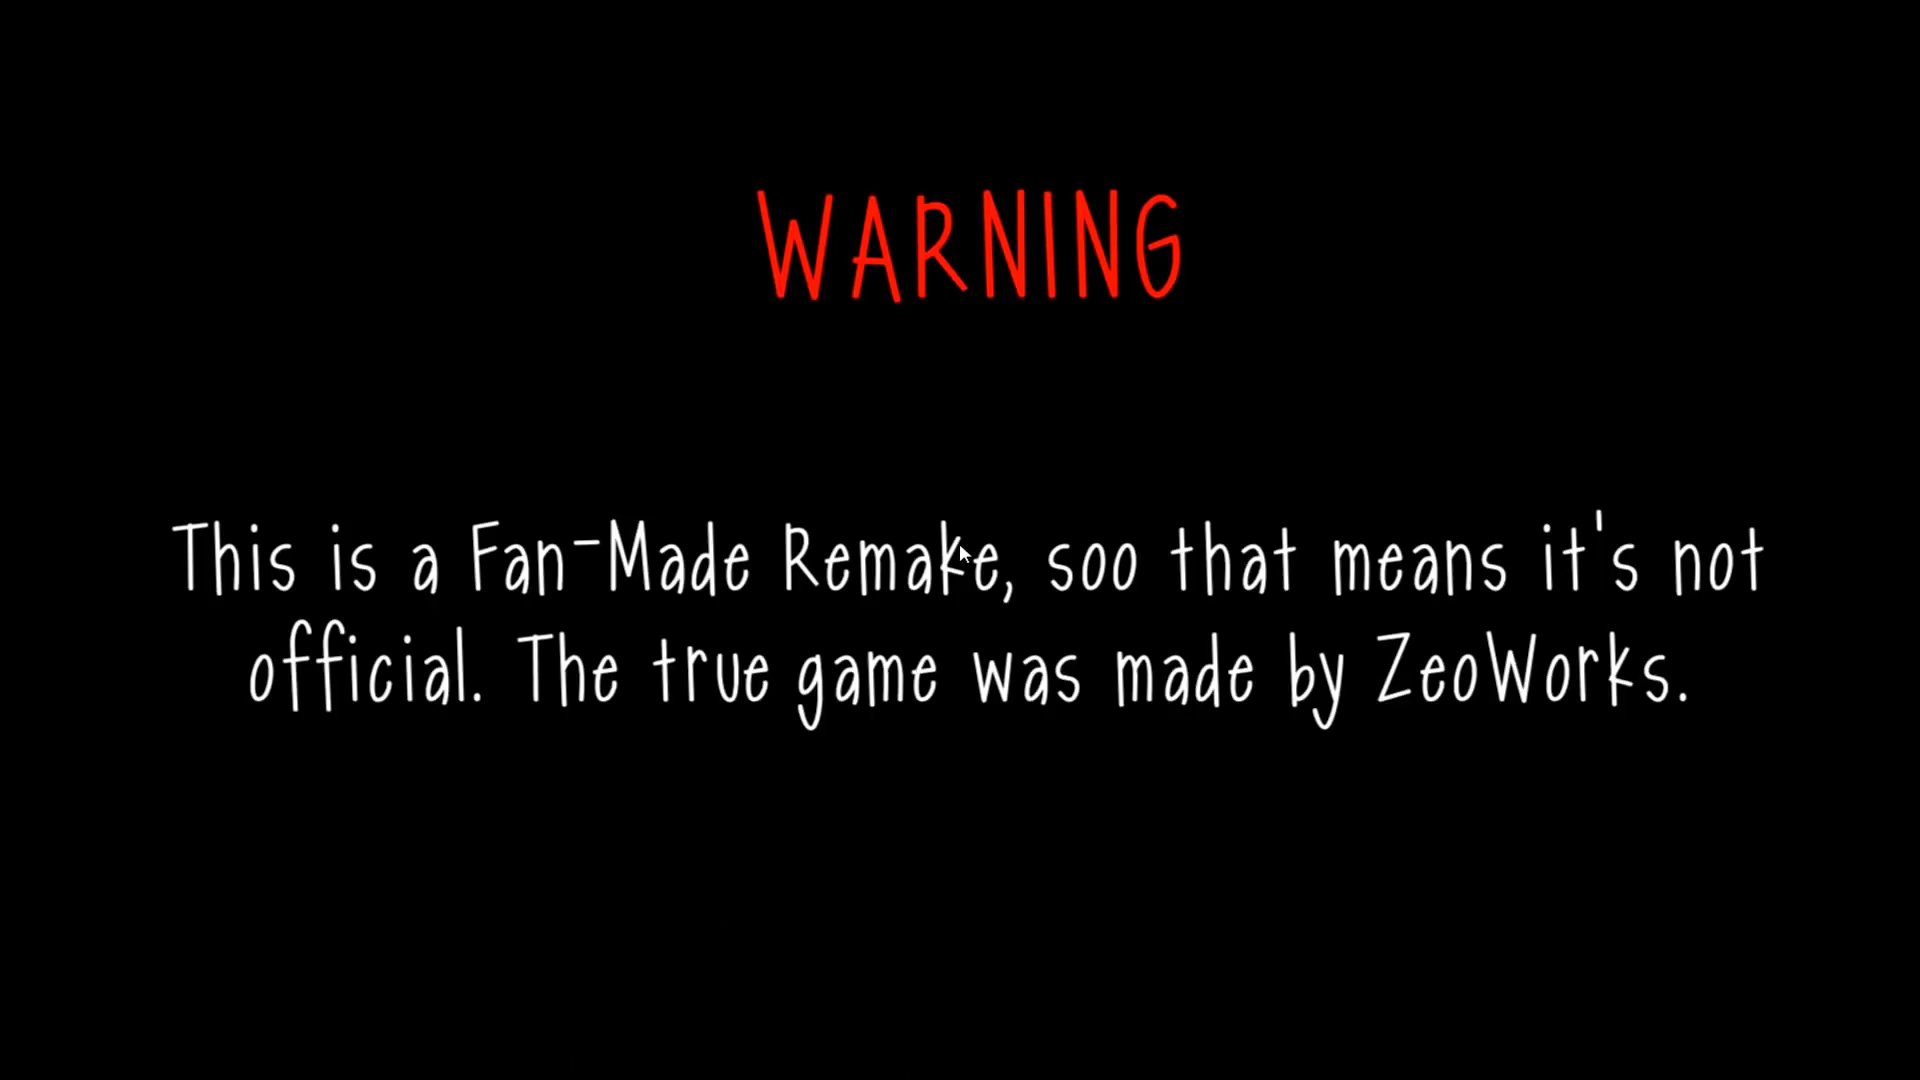 WARNING
This is a Fan-Made Remake, soo that means it's not
official. The true game was made by ZeoWorks.